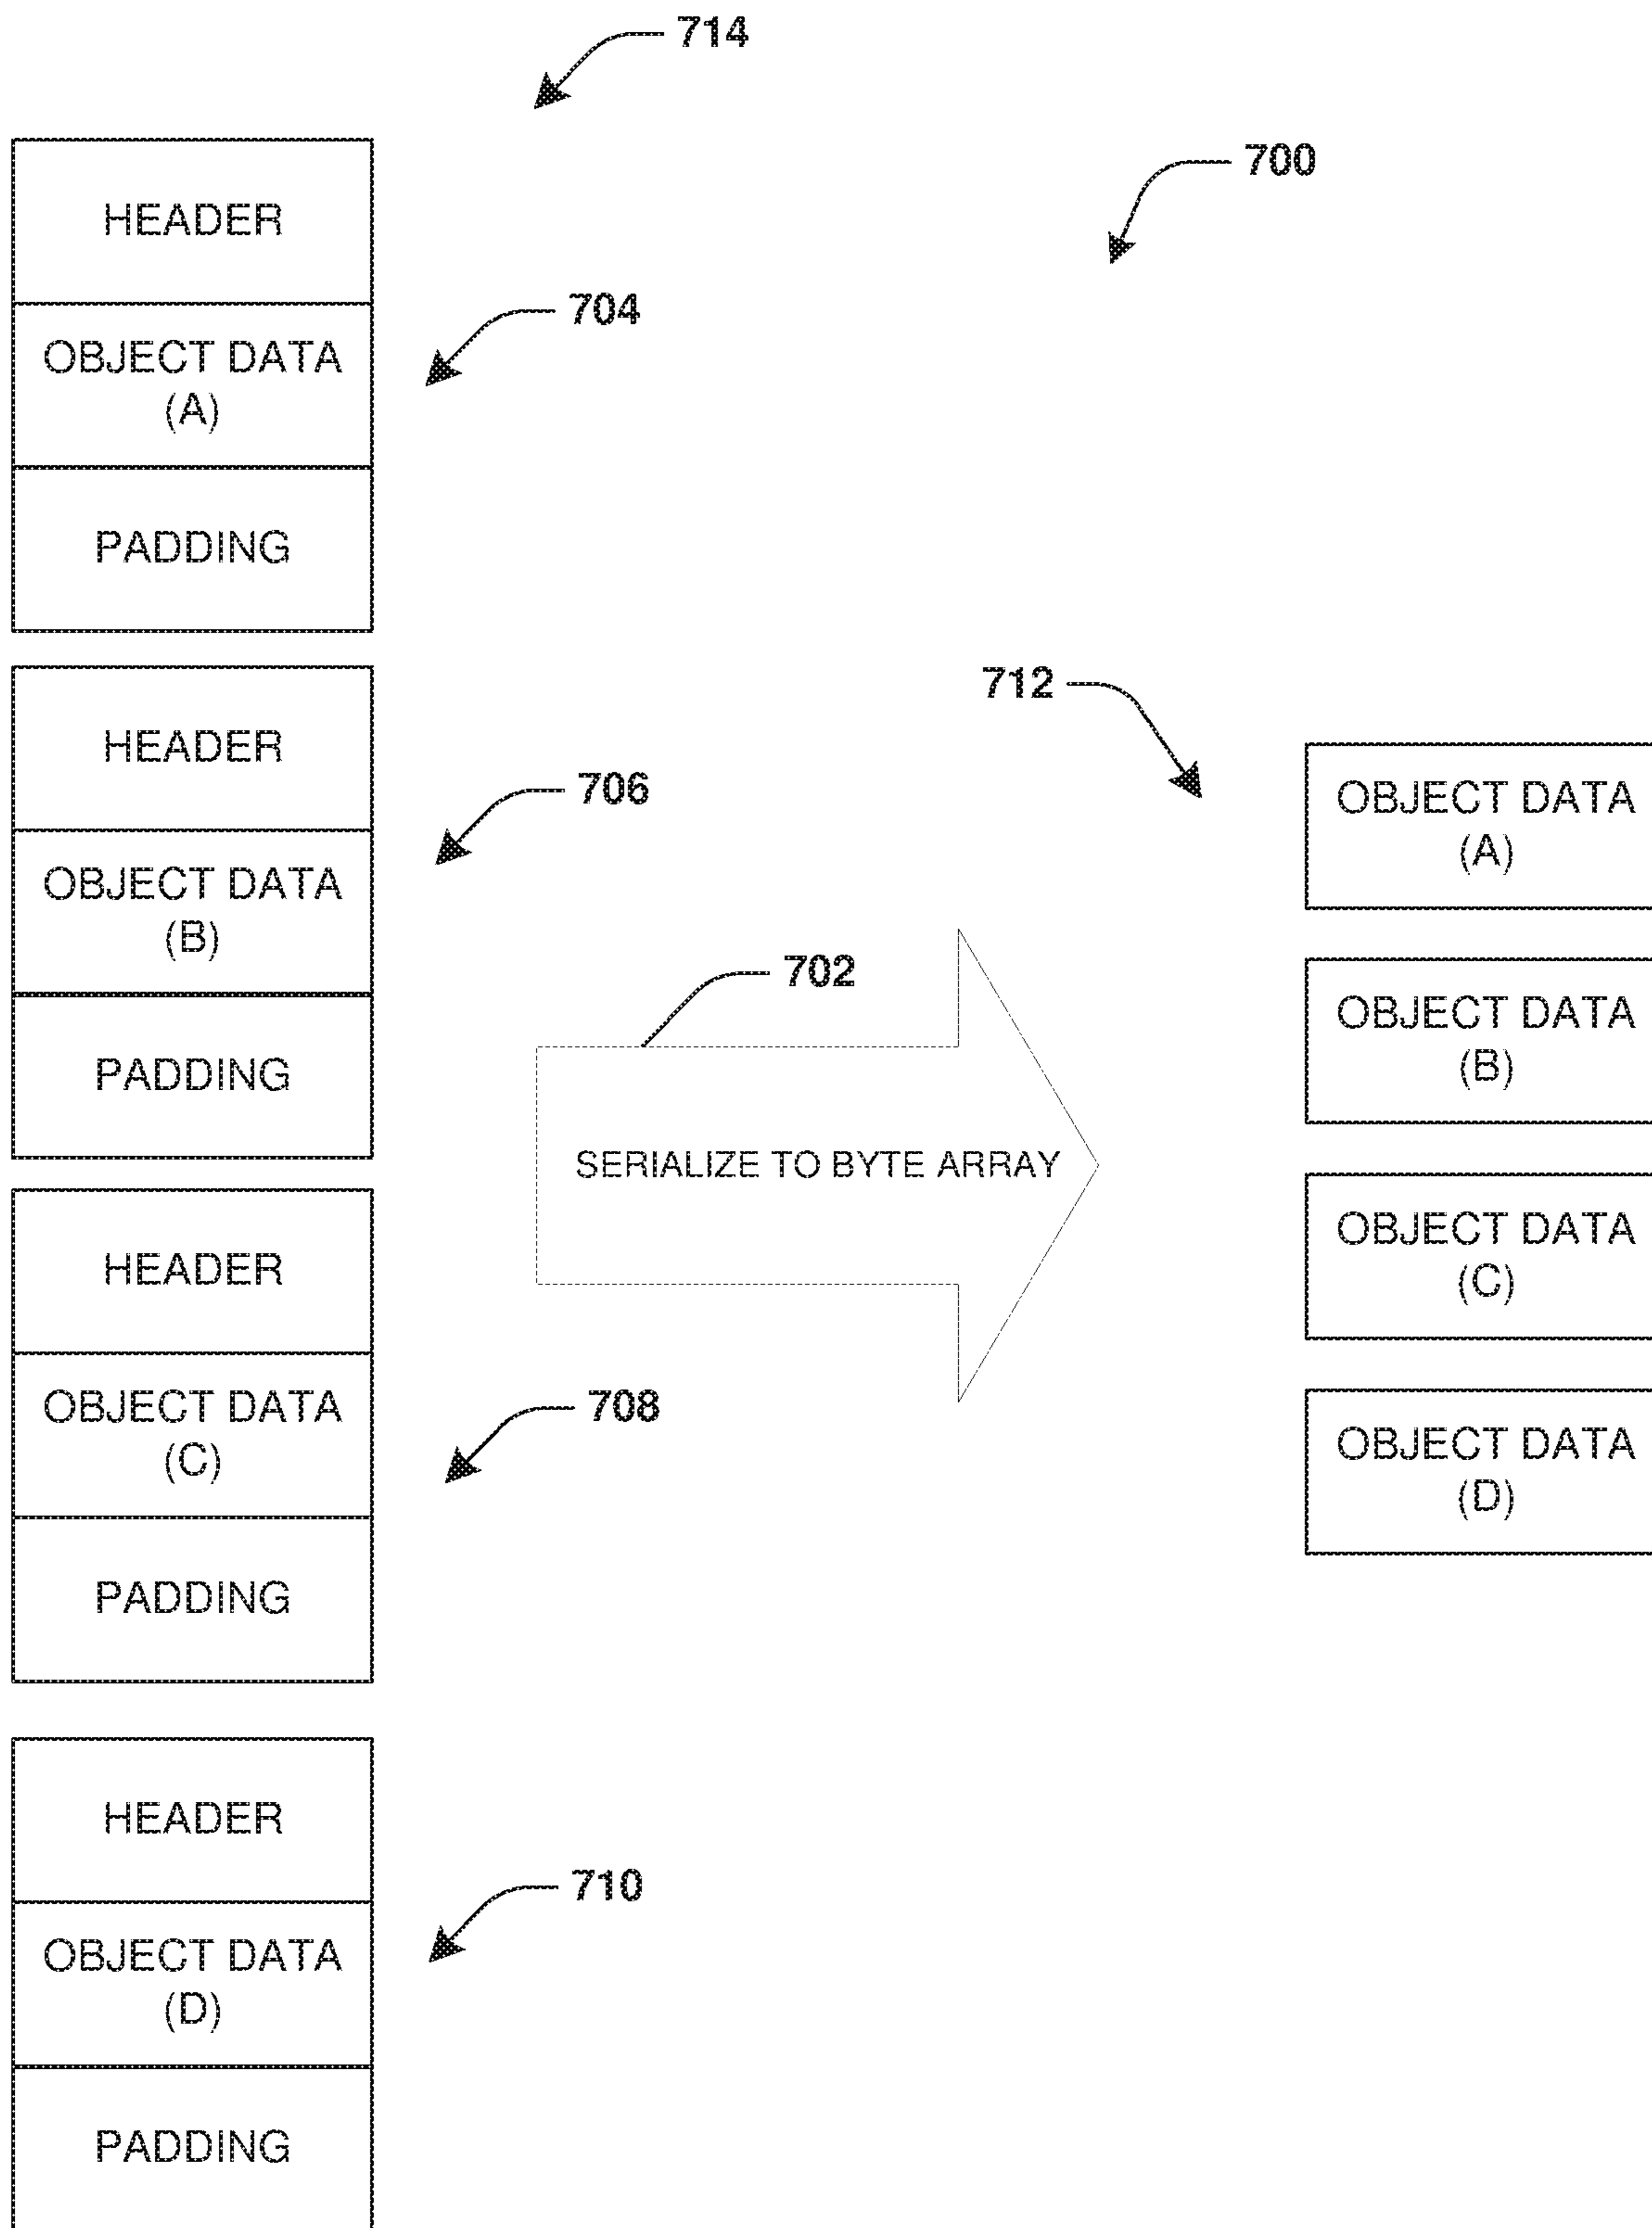 714
700
HEADER
704
OBJECT DATA
(A)
PADDING
HEADER
706
OBJECT DATA
(B)
PADDING
702
SERIALIZE TO BYTE ARRAY
HEADER
708
OBJECT DATA
(C)
PADDING
HEADER
710
OBJECT DATA
(D)
PADDING
712
OBJECT DATA
(A)
OBJECT DATA
(B)
OBJECT DATA
(C)
OBJECT DATA
(D)